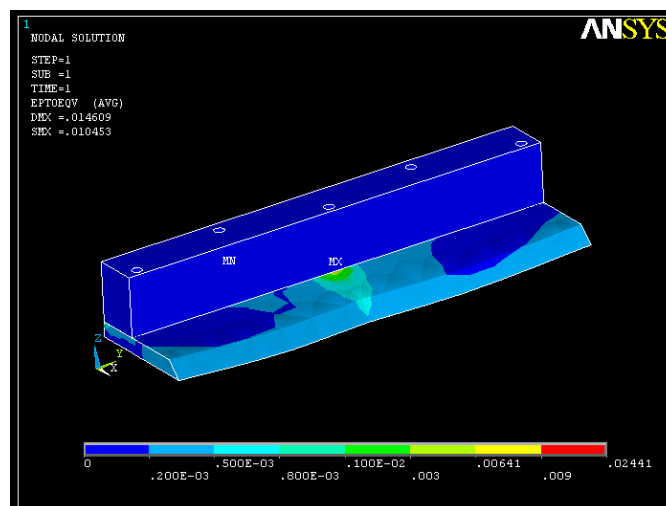 1
ANSYS
NODAL SOLUTION
STEP=1
SUB =1
TIME=1
EPTOEQV (AVG)
DMX =.014609
SMX =.010453
MN
MX
Z
Y
X
0 .500E-03 .100E-02 .00641 .02441
.200E-03 .800E-03 .003 .009